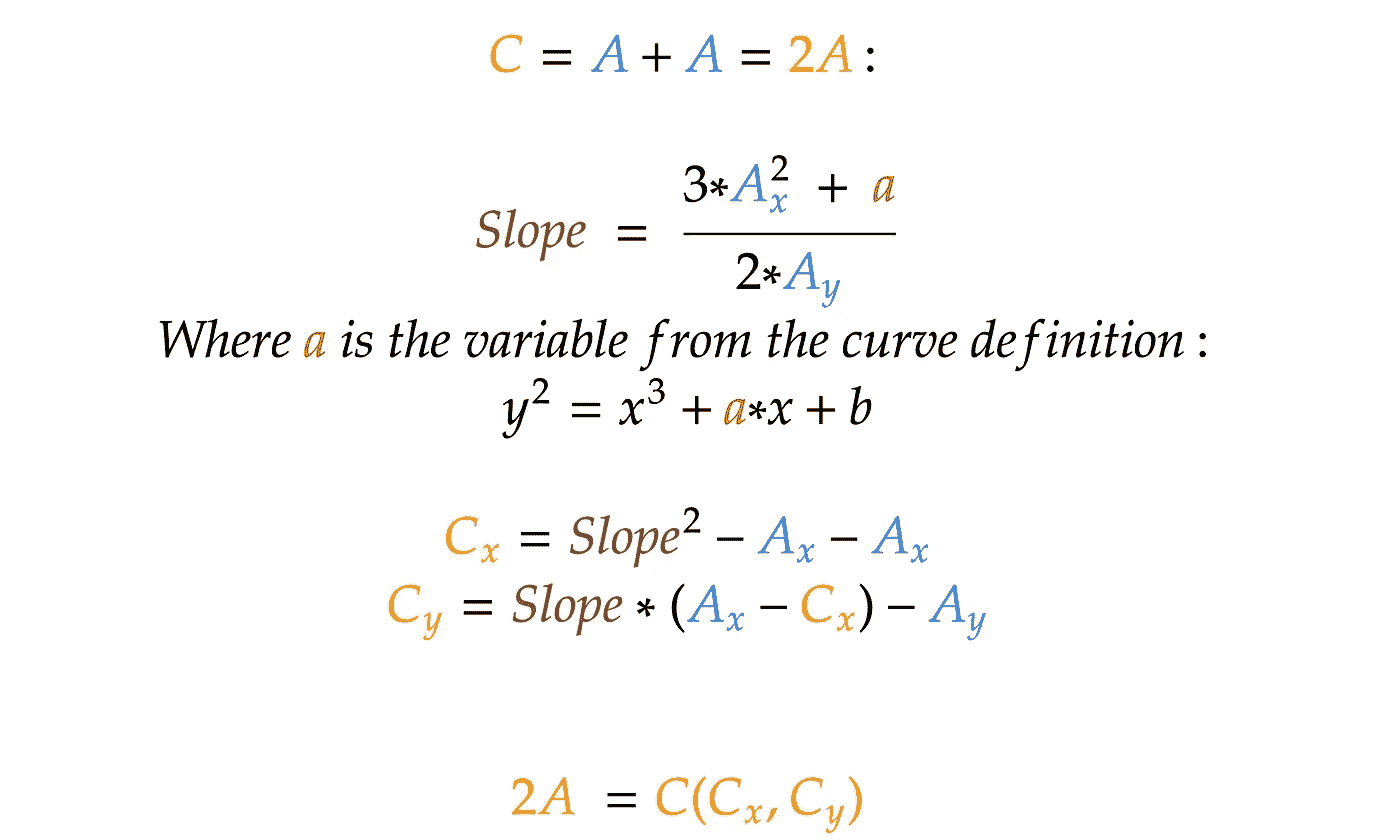 C = A + A = 2A :
Slope = \frac{3*A_x^2 + a}{2*A_y}
Where a is the variable from the curve definition :
y^2 = x^3 + a*x + b
C_x = Slope^2 - A_x - A_x
C_y = Slope * (A_x - C_x) - A_y
2A = C(C_x, C_y)